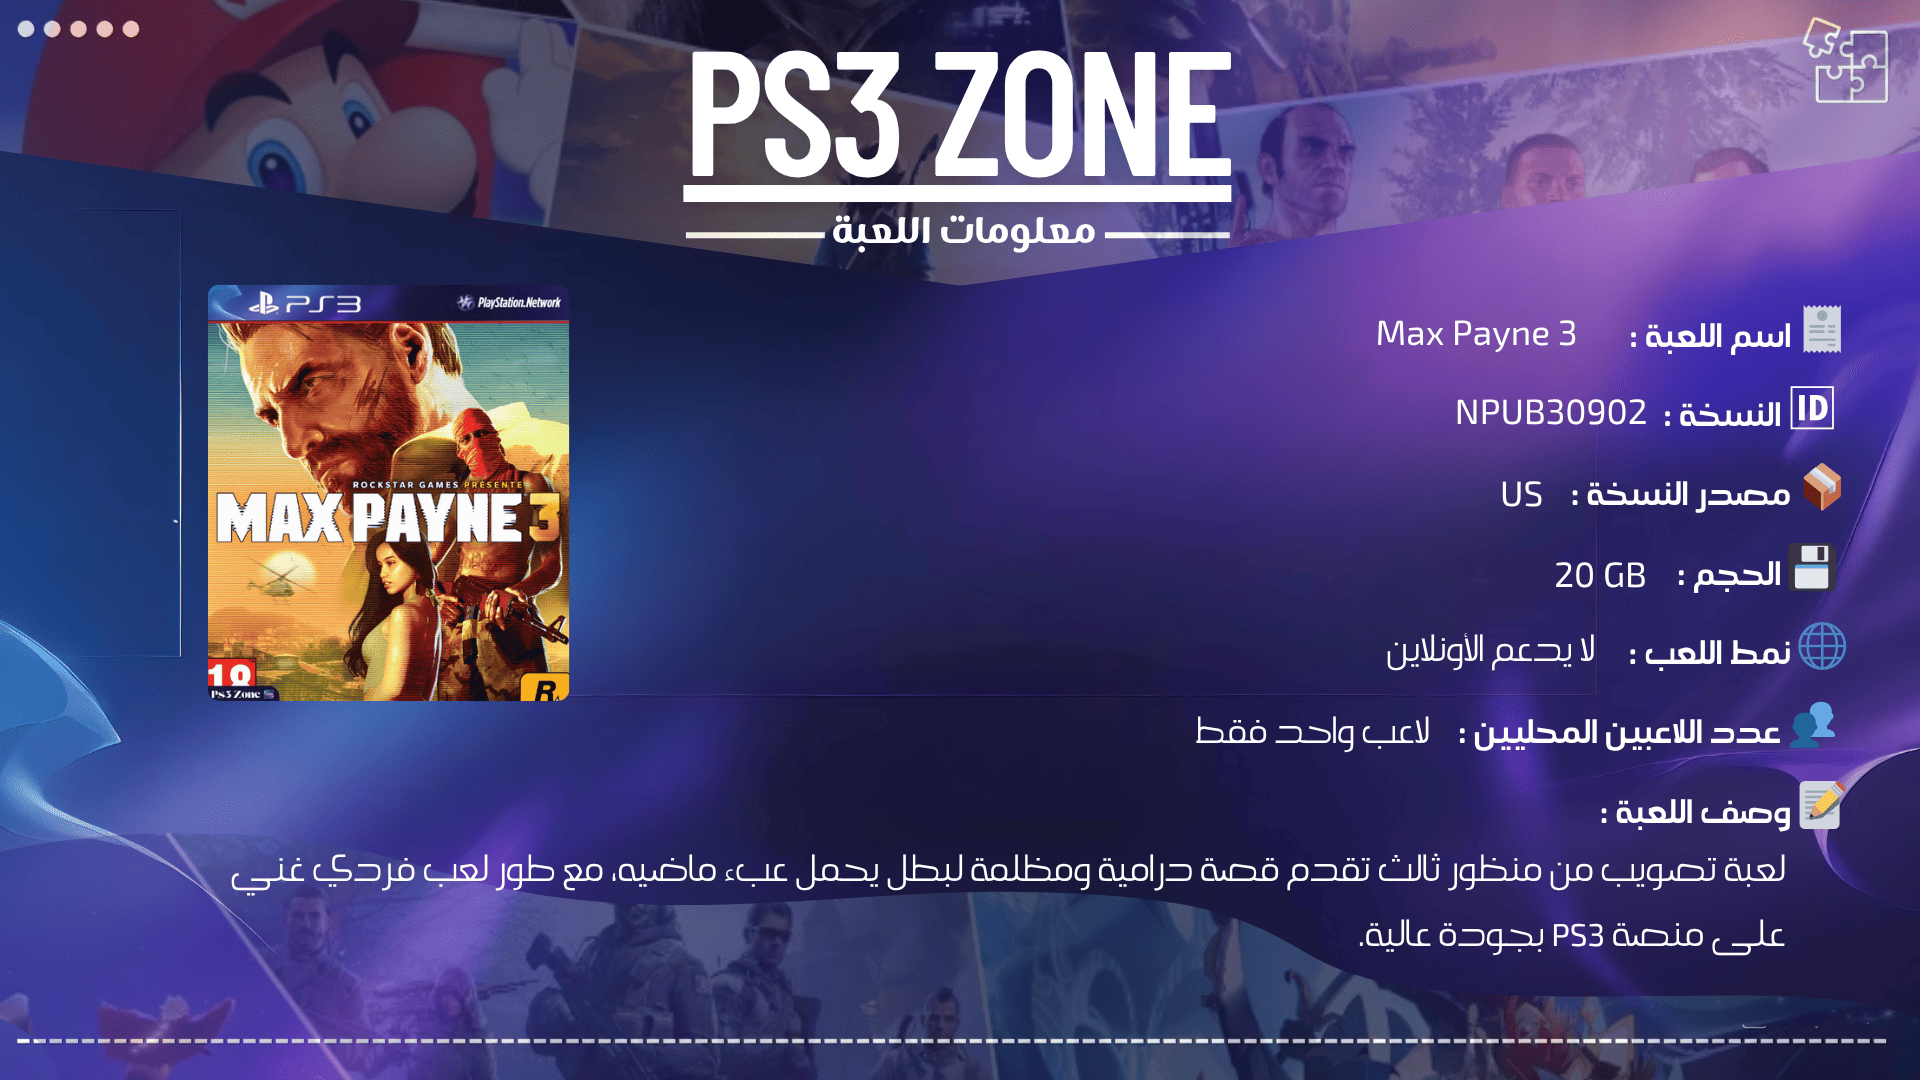 PS3 ZONE
معلومات اللعبة
PS3 PlayStation.Network
ROCKSTAR GAMES PRÉSENTE
MAX PAYNE 3
18
Ps3 Zone
R
اسم اللعبة : Max Payne 3
ID النسخة : NPUB30902
مصدر النسخة : US
الحجم : 20 GB
نمط اللعب : لا يدعم الأونلاين
عدد اللاعبين المحليين : لاعب واحد فقط
وصف اللعبة :
لعبة تصويب من منظور ثالث تقدم قصة درامية ومظلمة لبطل يحمل عبء ماضيه، مع طور لعب فردي غني
على منصة PS3 بجودة عالية.